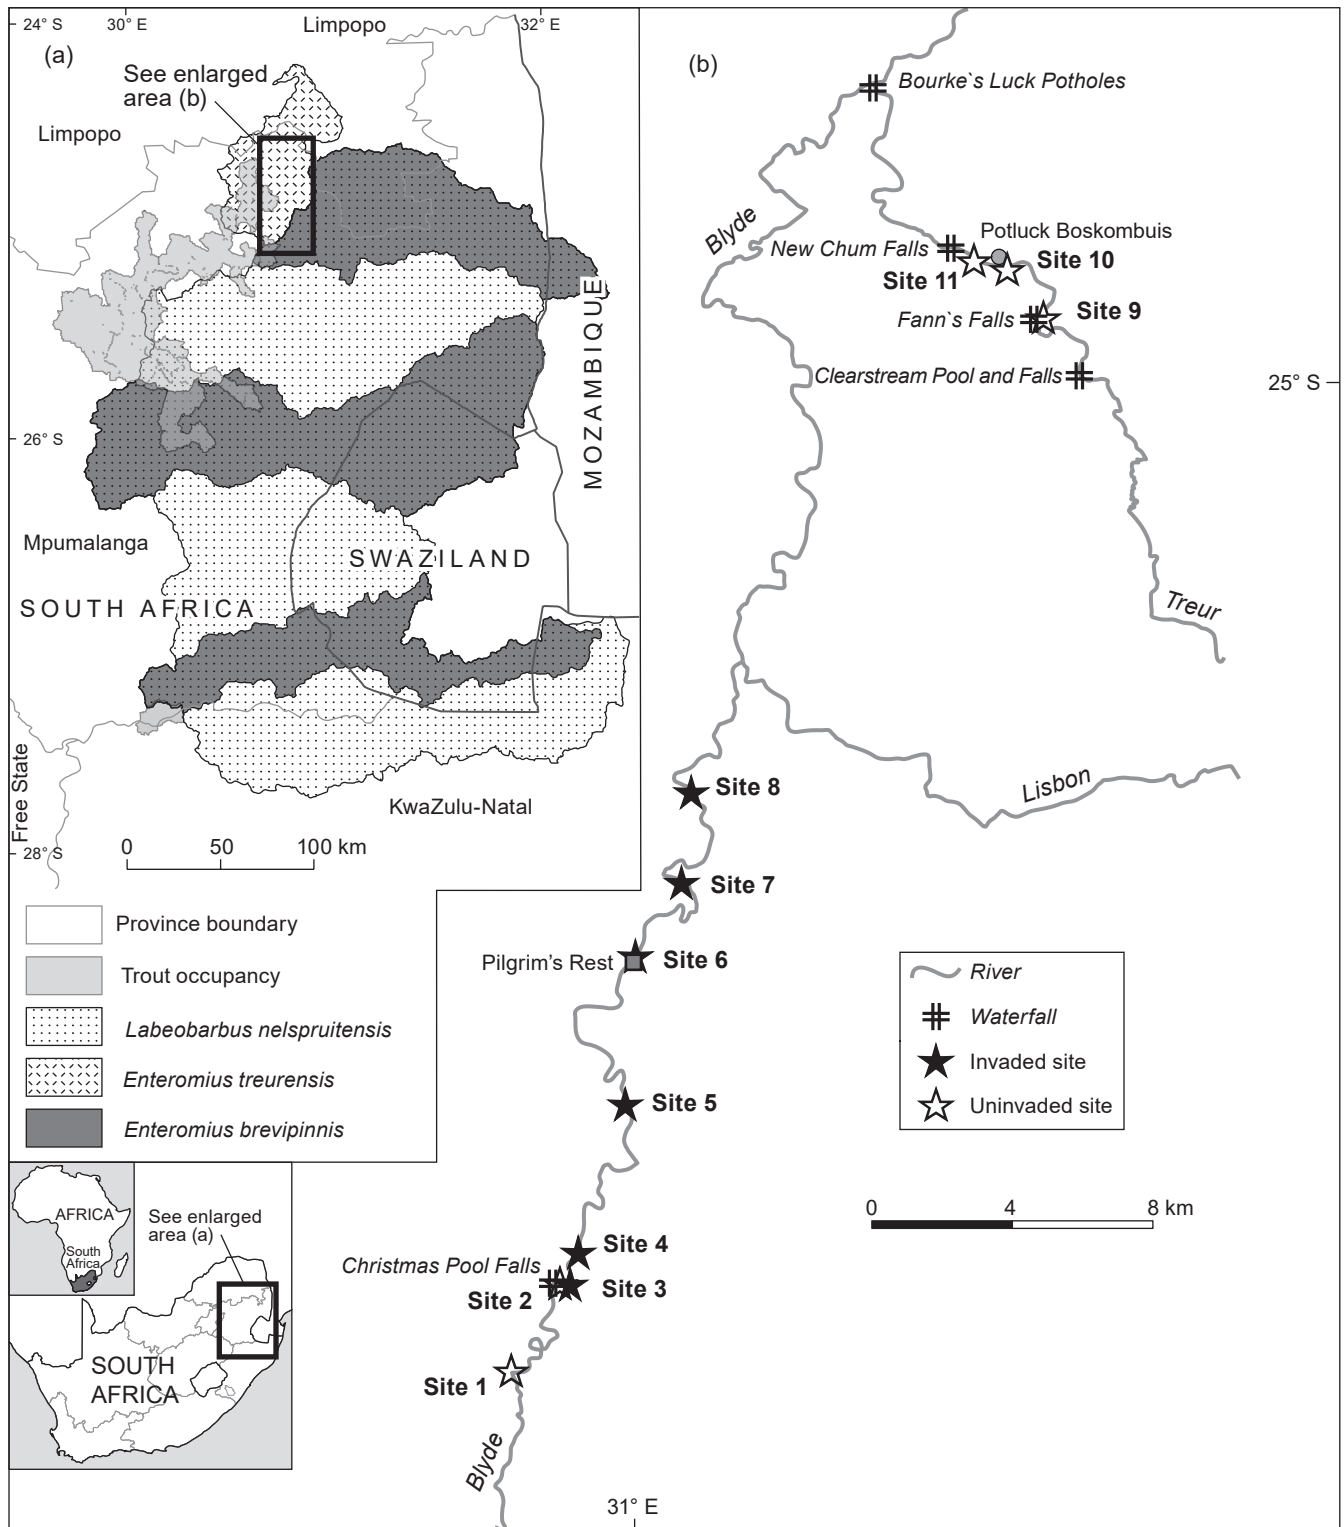 24° S
30° E
Limpopo
32° E
(a)
See enlarged
area (b)
Limpopo
MOZAMBIQUE
26° S
Mpumalanga
SWAZILAND
SOUTH AFRICA
Free State
KwaZulu-Natal
28° S
0 50 100 km
Province boundary
Trout occupancy
Labeobarbus nelspruitensis
Enteromius treurensis
Enteromius brevipinnis
AFRICA
South
Africa
See enlarged
area (a)
SOUTH
AFRICA
(b)
Bourke`s Luck Potholes
Blyde
Potluck Boskombuis
New Chum Falls
Site 10
Site 11
Site 9
Fann`s Falls
Clearstream Pool and Falls
25° S
Treur
Lisbon
Site 8
Site 7
Pilgrim's Rest
Site 6
Site 5
Site 4
Christmas Pool Falls
Site 3
Site 2
Site 1
Blyde
31° E
River
Waterfall
Invaded site
Uninvaded site
0 4 8 km